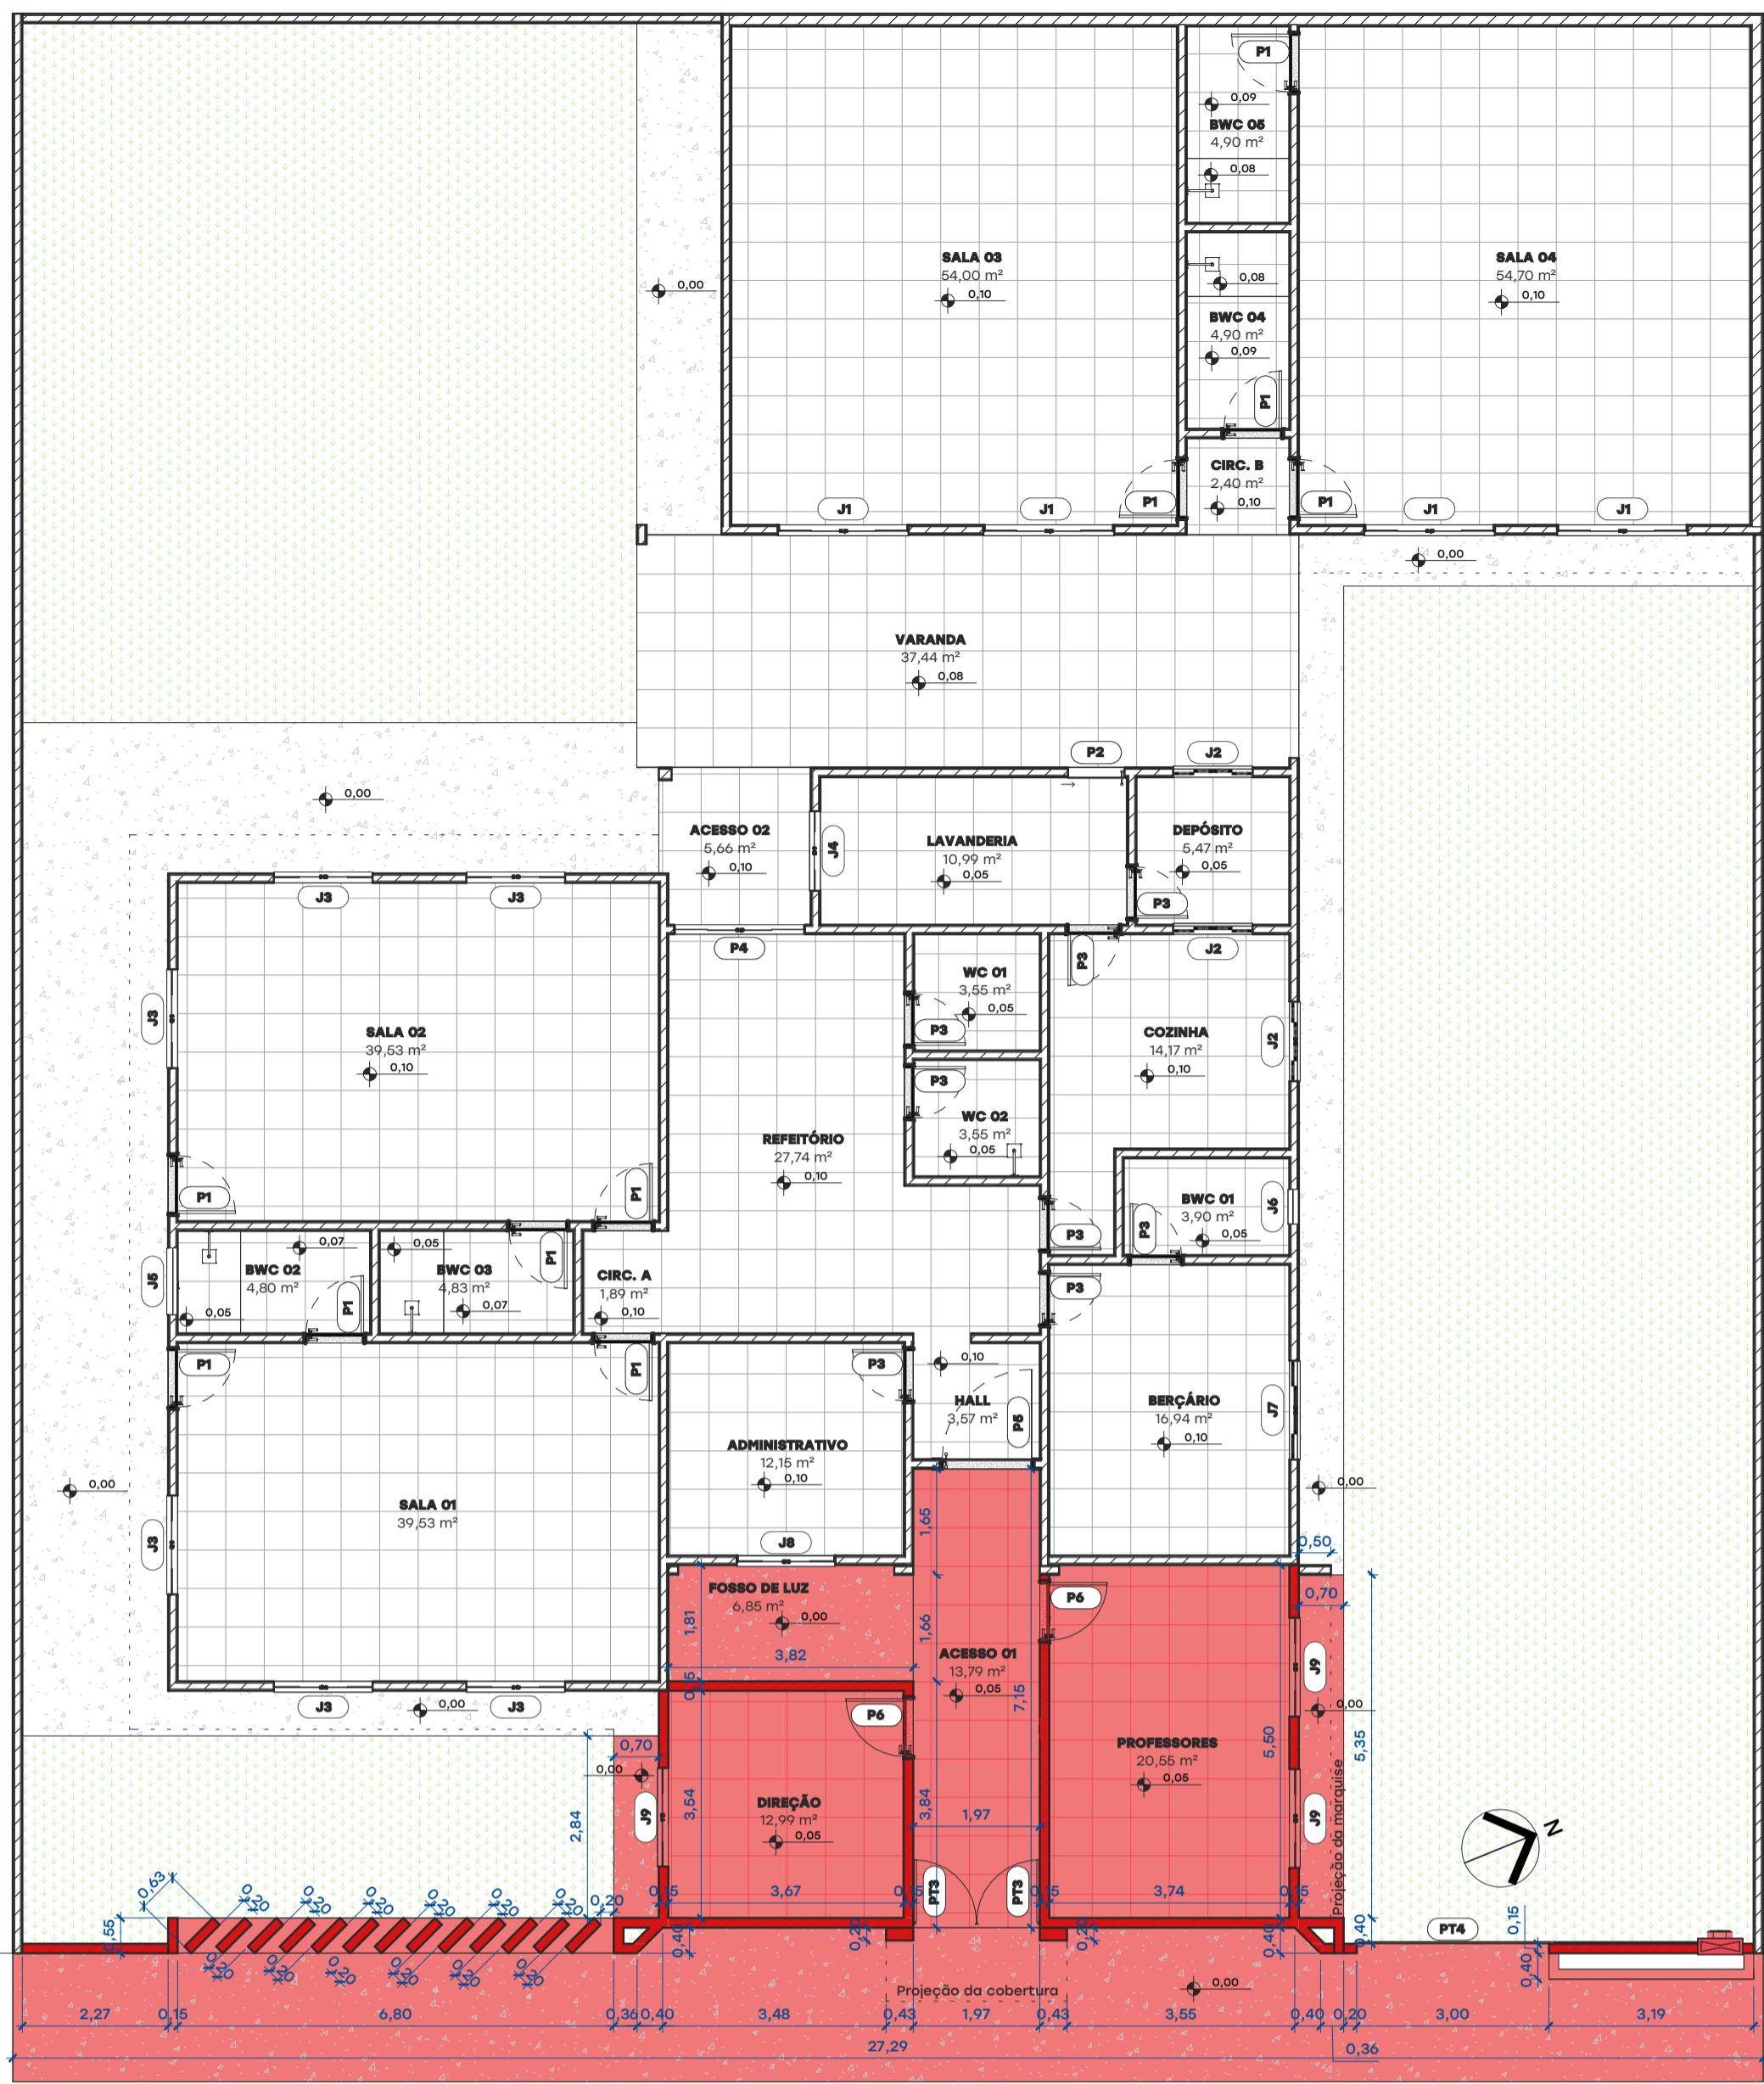 P1
0,09
BWC 05
4,90 m²
0,08
SALA 03
54,00 m²
0,10
SALA 04
54,70 m²
0,10
0,00
0,08
BWC 04
4,90 m²
0,09
P1
CIRC. B
2,40 m²
0,10
P1
P1
J1
J1
J1
J1
0,00
VARANDA
37,44 m²
0,08
P2
J2
0,00
ACESSO 02
5,66 m²
0,10
J4
LAVANDERIA
10,99 m²
0,05
DEPÓSITO
5,47 m²
0,05
P3
J3
J3
P4
P3
J2
WC 01
3,55 m²
0,05
P3
J3
SALA 02
39,53 m²
0,10
COZINHA
14,17 m²
0,10
J2
P3
WC 02
3,55 m²
0,05
REFEITÓRIO
27,74 m²
0,10
P1
P1
P3
P3
BWC 01
3,90 m²
0,05
J6
J5
0,07
BWC 02
4,80 m²
0,05
P1
0,05
BWC 03
4,83 m²
0,07
P1
CIRC. A
1,89 m²
0,10
P3
P1
P1
P3
0,10
HALL
3,57 m²
P5
BERÇÁRIO
16,94 m²
0,10
J7
ADMINISTRATIVO
12,15 m²
0,10
0,00
SALA 01
39,53 m²
J3
J8
0,00
1,65
0,50
FOSSO DE LUZ
6,85 m²
0,00
1,81
3,82
0,15
1,66
P6
0,70
ACESSO 01
13,79 m²
0,05
7,15
J9
0,00
J3
0,00
J3
P6
PROFESSORES
20,55 m²
0,05
5,50
5,35
0,70
0,00
J9
2,84
3,54
DIREÇÃO
12,99 m²
0,05
3,84
1,97
J9
Projeção da marquise
N
0,63
0,20
0,20
0,20
0,20
0,20
0,20
0,20
0,15
3,67
0,15
PT3
PT3
0,15
3,74
0,15
0,55
0,20
0,20
0,20
0,20
0,20
0,20
0,40
0,20
0,20
0,40
0,40
PT4
0,15
0,40
Projeção da cobertura
0,00
2,27
0,15
6,80
0,36
0,40
3,48
0,43
1,97
0,43
3,55
0,40
0,20
3,00
3,19
27,29
0,36